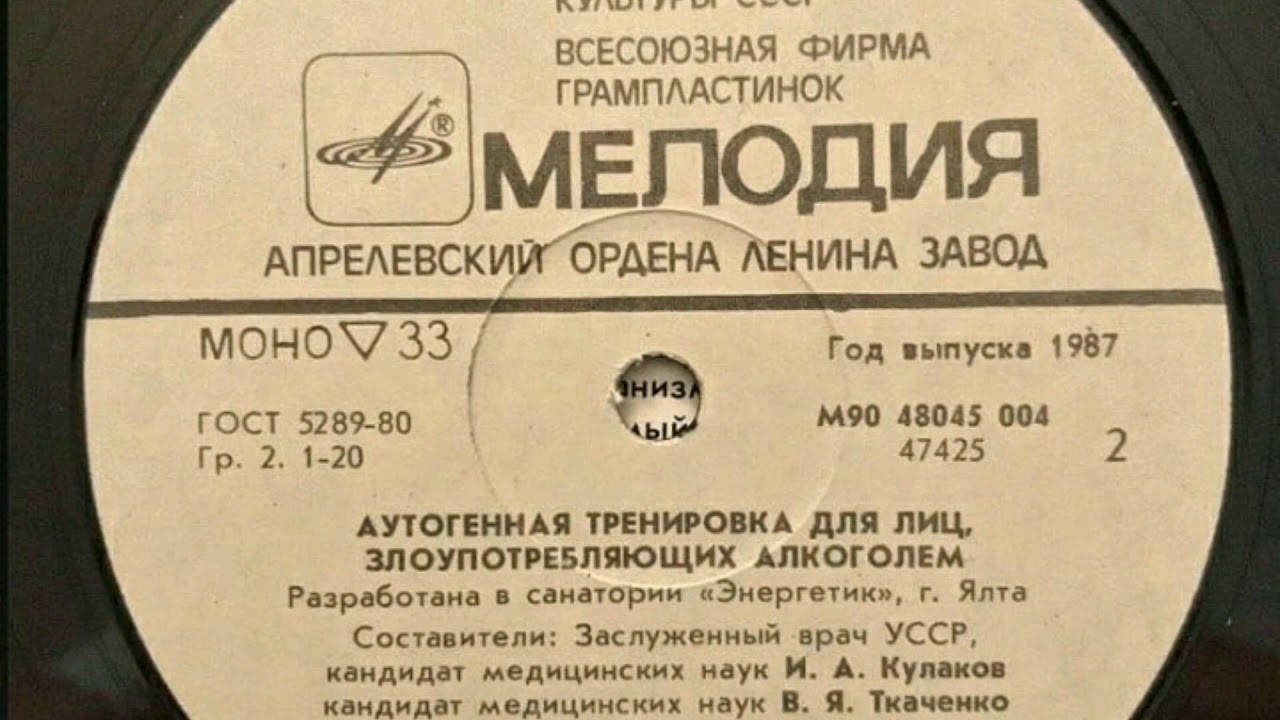 КУЛЬТУРЫ СССР
ВСЕСОЮЗНАЯ ФИРМА
ГРАМПЛАСТИНОК
®
МЕЛОДИЯ
АПРЕЛЕВСКИЙ ОРДЕНА ЛЕНИНА ЗАВОД
МОНО ▽ 33
Год выпуска 1987
ГОСТ 5289-80
Гр. 2. 1-20
М90 48045 004
47425
2
АУТОГЕННАЯ ТРЕНИРОВКА ДЛЯ ЛИЦ,
ЗЛОУПОТРЕБЛЯЮЩИХ АЛКОГОЛЕМ
Разработана в санатории «Энергетик», г. Ялта
Составители: Заслуженный врач УССР,
кандидат медицинских наук И. А. Кулаков
кандидат медицинских наук В. Я. Ткаченко